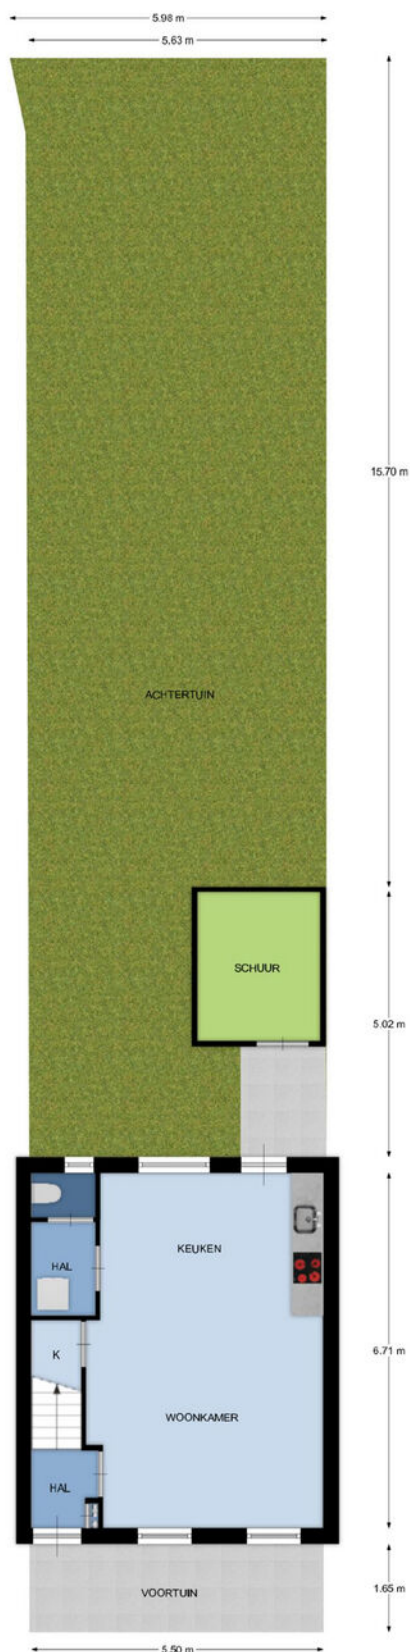 5.98 m
5.63 m
15.70 m
ACHTERTUIN
SCHUUR
5.02 m
KEUKEN
HAL
K
6.71 m
WOONKAMER
HAL
VOORTUIN
1.65 m
5.50 m